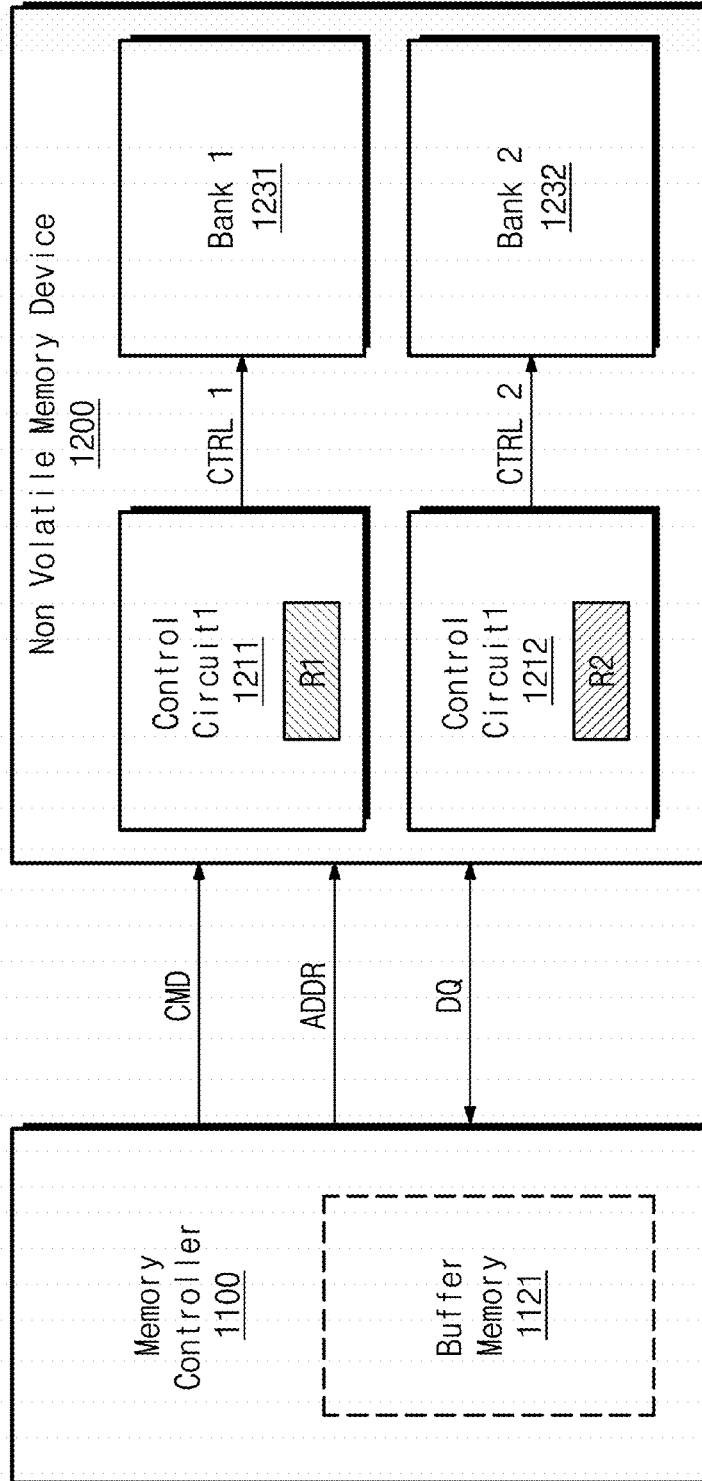 Memory
Controller
1100
Buffer
Memory
1121
CMD
ADDR
DQ
Non Volatile Memory Device
1200
Control
Circuit1
1211
R1
CTRL 1
Bank 1
1231
Control
Circuit1
1212
R2
CTRL 2
Bank 2
1232